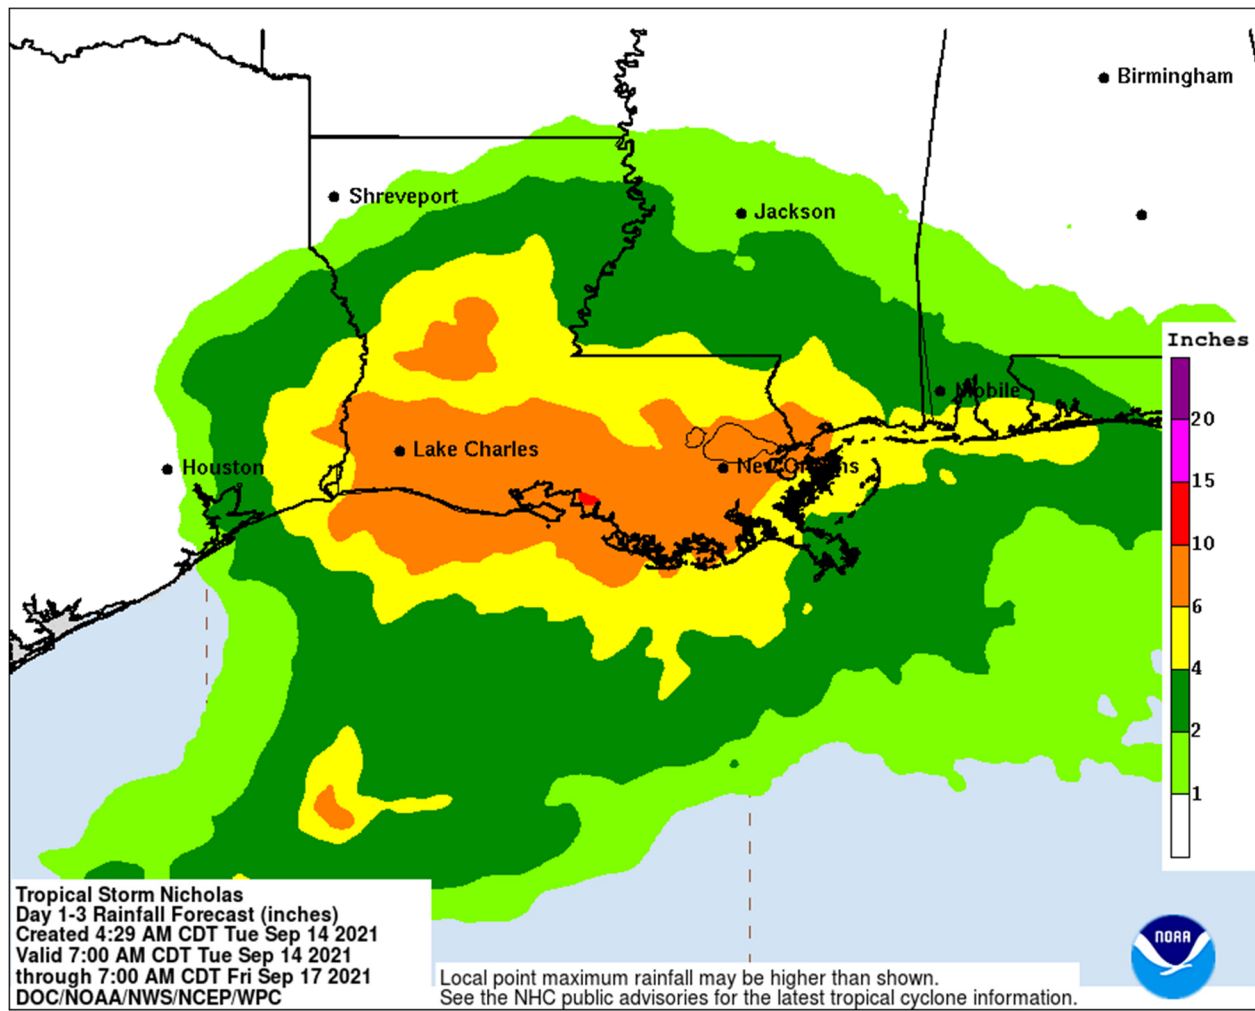 Birmingham
Shreveport
Jackson
Inches
Mobile
20
Lake Charles
Houston
New Orleans
15
10
6
4
2
1
Tropical Storm Nicholas
Day 1-3 Rainfall Forecast (inches)
Created 4:29 AM CDT Tue Sep 14 2021
Valid 7:00 AM CDT Tue Sep 14 2021
through 7:00 AM CDT Fri Sep 17 2021
DOC/NOAA/NWS/NCEP/WPC
NOAA
Local point maximum rainfall may be higher than shown.
See the NHC public advisories for the latest tropical cyclone information.